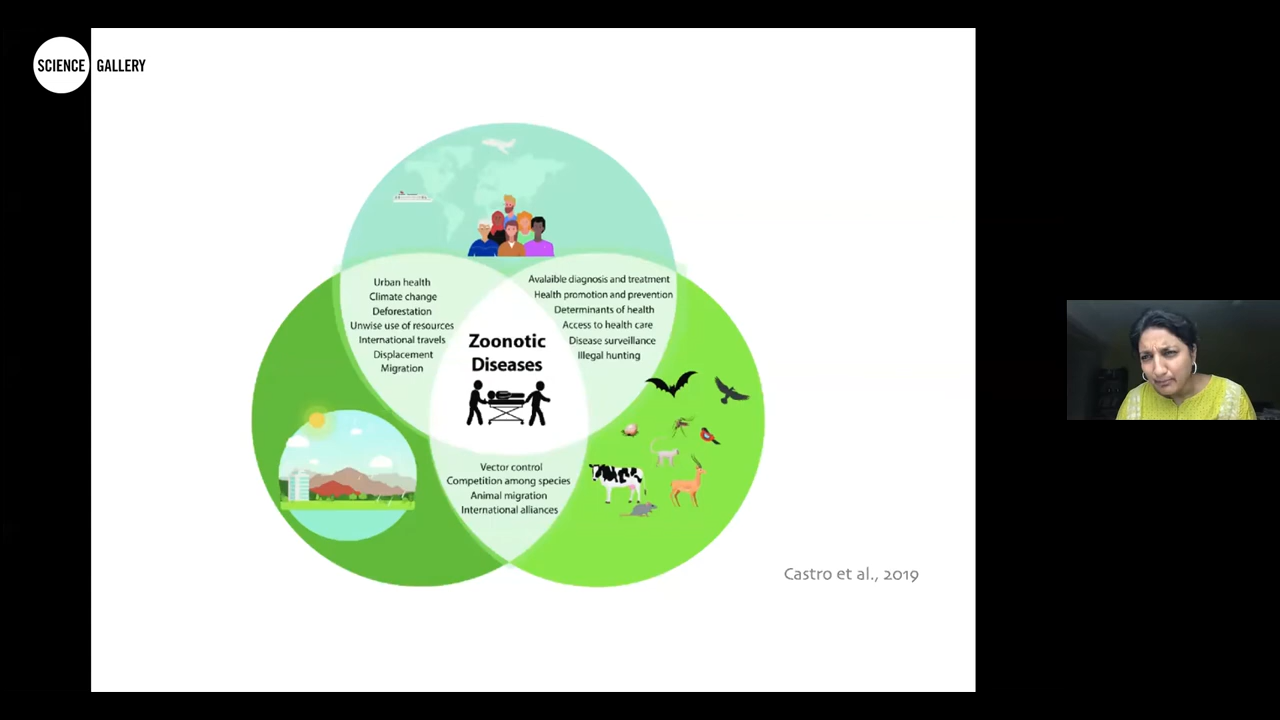 SCIENCE GALLERY
Urban health
Climate change
Deforestation
Unwise use of resources
International travels
Displacement
Migration
Avalaible diagnosis and treatment
Health promotion and prevention
Determinants of health
Access to health care
Disease surveillance
Illegal hunting
Zoonotic
Diseases
Vector control
Competition among species
Animal migration
International alliances
Castro et al., 2019